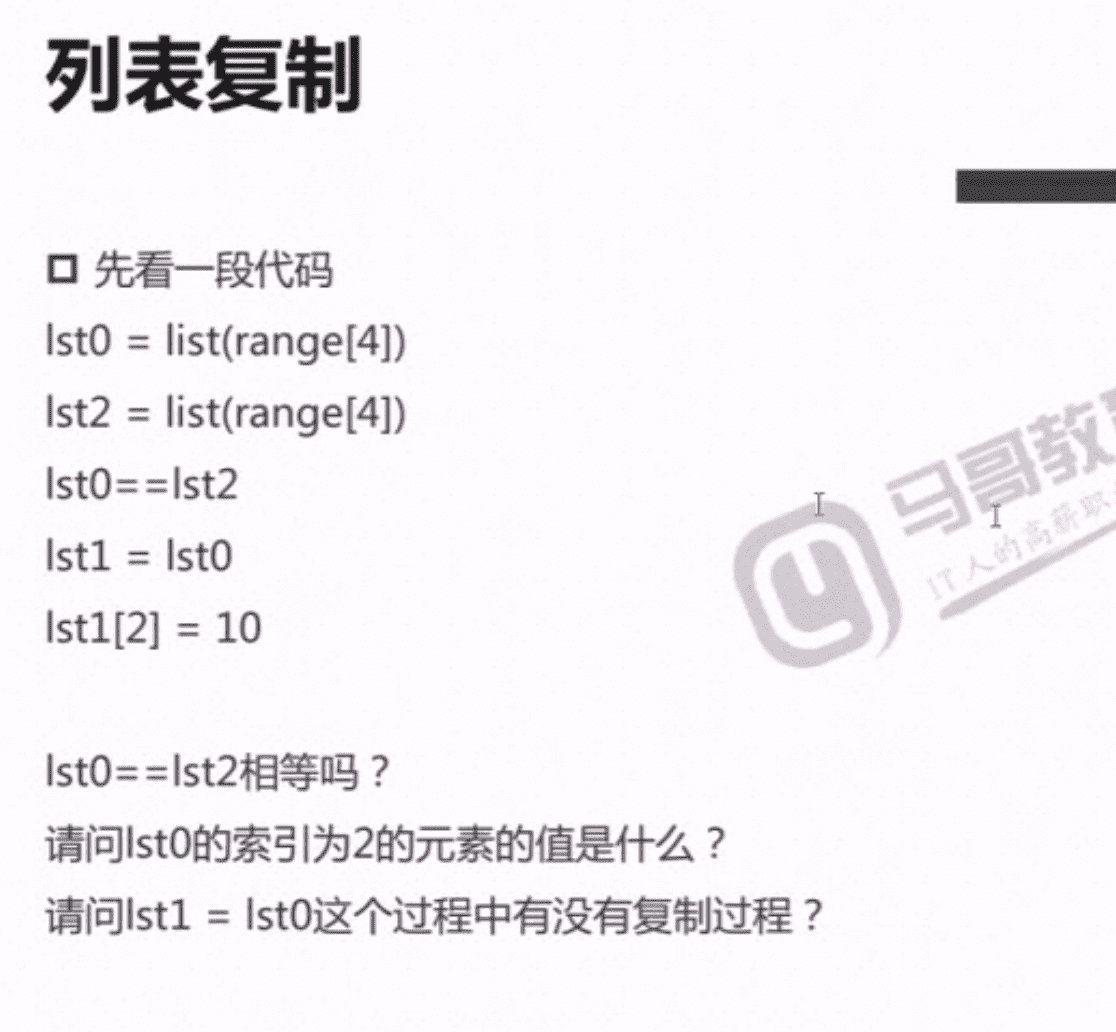 列表复制
先看一段代码
lst0 = list(range[4])
lst2 = list(range[4])
lst0==lst2
lst1 = lst0
lst1[2] = 10
马哥教
IT人的高薪职
lst0==lst2相等吗？
请问lst0的索引为2的元素的值是什么？
请问lst1 = lst0这个过程中有没有复制过程？